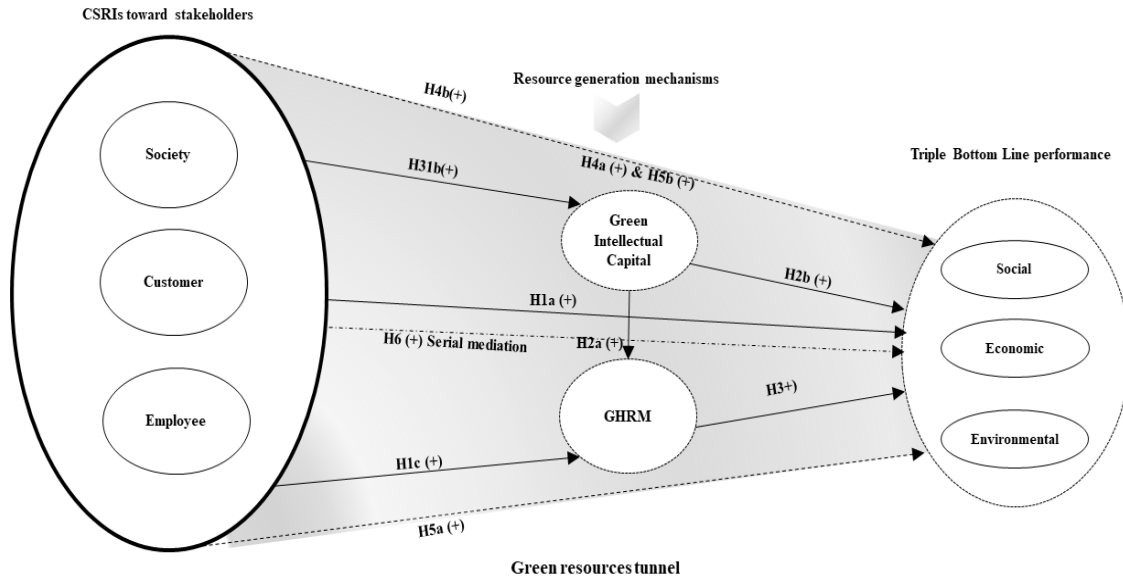 CSRIs toward stakeholders
Resource generation mechanisms
H4b(+)
Triple Bottom Line performance
Society
H31b(+)
H4a (+) & H5b (+)
Green
Intellectual
Capital
Social
Customer
H2b (+)
H1a (+)
H6 (+) Serial mediation
H2a (+)
Economic
Employee
GHRM
H3+)
Environmental
H1c (+)
H5a (+)
Green resources tunnel